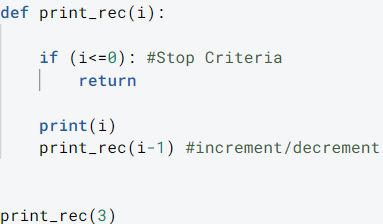 def print_rec(i):
if (i<=0): #Stop Criteria
return
print(i)
print_rec(i-1) #increment/decrement
print_rec(3)